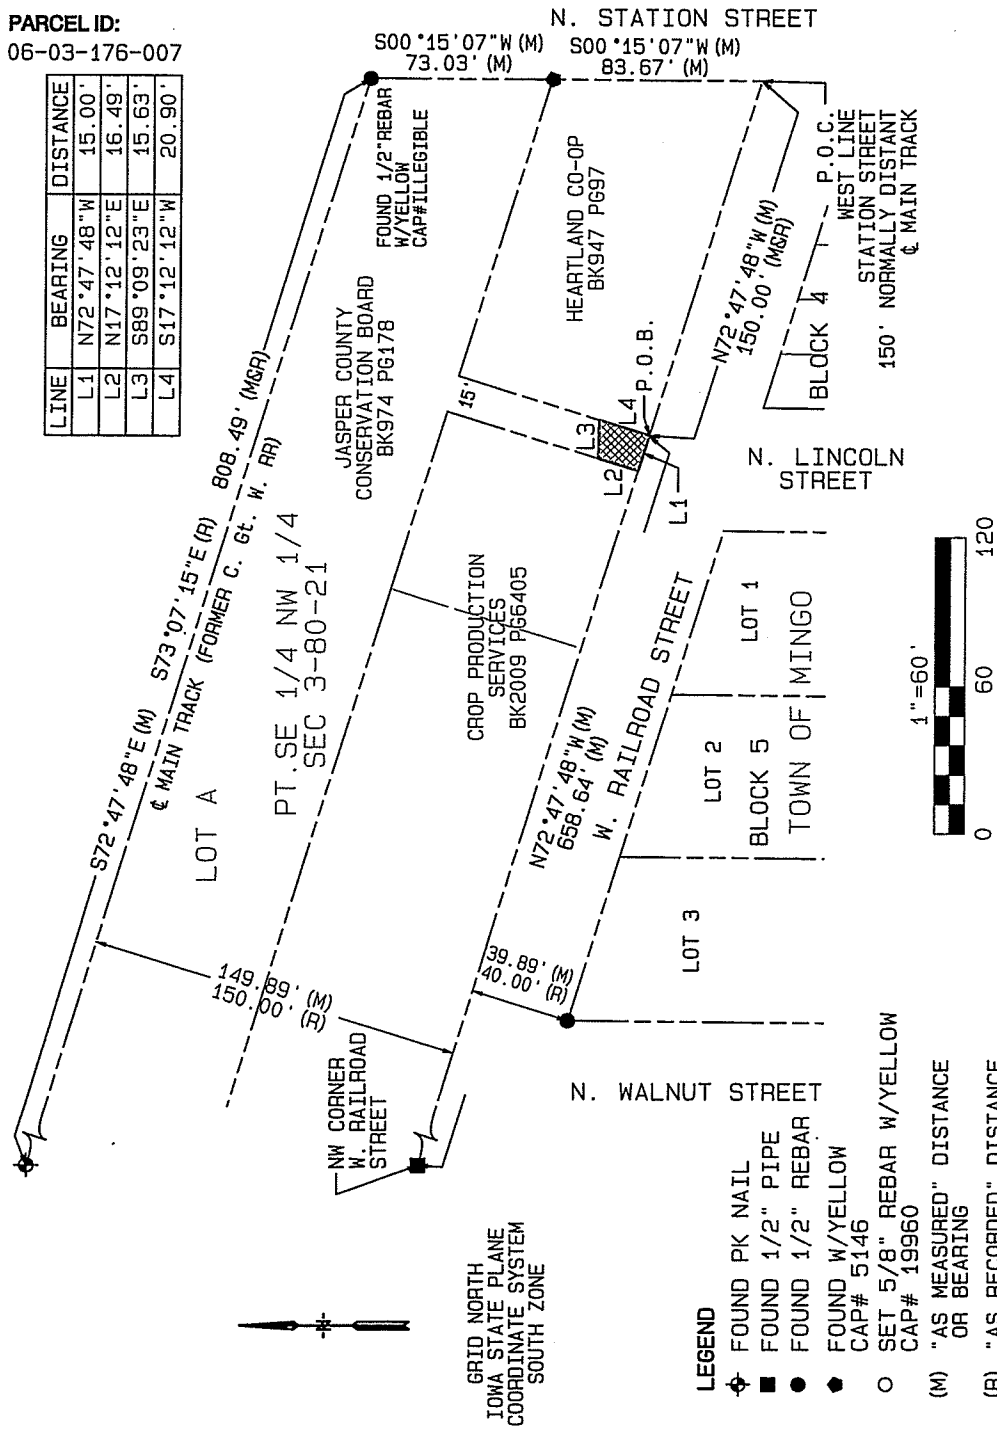 PARCEL ID:
06-03-176-007
LINE BEARING DISTANCE
L1 N72°47'48"W 15.00'
L2 N17°12'12"E 16.49'
L3 S89°09'23"E 15.63'
L4 S17°12'12"W 20.90'
N. STATION STREET
S00°15'07"W (M)
73.03' (M)
S00°15'07"W (M)
83.67' (M)
FOUND 1/2"REBAR
W/YELLOW
CAP#ILLEGIBLE
HEARTLAND CO-OP
BK947 PG97
P.O.C.
WEST LINE
STATION STREET
150' NORMALLY DISTANT
℄ MAIN TRACK
N72°47'48"W (M)
150.00' (M&R)
BLOCK 4
JASPER COUNTY
CONSERVATION BOARD
BK974 PG178
S72°47'48"E (M) S73°07'15"E (R) 808.49' (M&R)
℄ MAIN TRACK (FORMER C. Gt. W. RR)
15'
L3
L4
P.O.B.
L2
L1
N. LINCOLN
STREET
PT.SE 1/4 NW 1/4
SEC 3-80-21
LOT A
CROP PRODUCTION
SERVICES
BK2009 PG6405
N72°47'48"W (M)
658.64' (M)
W. RAILROAD STREET
LOT 1
LOT 2
LOT 3
BLOCK 5
TOWN OF MINGO
149.89' (M)
150.00' (R)
39.89' (M)
40.00' (R)
NW CORNER
W. RAILROAD
STREET
N. WALNUT STREET
1"=60'
0 60 120
GRID NORTH
IOWA STATE PLANE
COORDINATE SYSTEM
SOUTH ZONE
LEGEND
FOUND PK NAIL
FOUND 1/2" PIPE
FOUND 1/2" REBAR
FOUND W/YELLOW
CAP# 5146
SET 5/8" REBAR W/YELLOW
CAP# 19960
(M) "AS MEASURED" DISTANCE
OR BEARING
(R) "AS RECORDED" DISTANCE